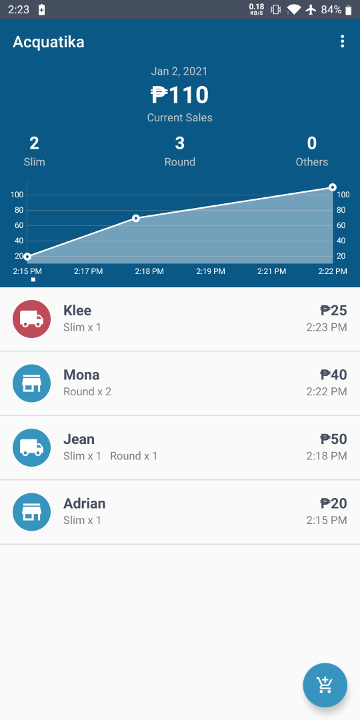 2:23 0.18 KB/S 84%
Acquatika
Jan 2, 2021
₱110
Current Sales
2 3 0
Slim Round Others
100 100
80 80
60 60
40 40
20 20
2:15 PM 2:17 PM 2:18 PM 2:19 PM 2:21 PM 2:22 PM
Klee ₱25
Slim x 1 2:23 PM
Mona ₱40
Round x 2 2:22 PM
Jean ₱50
Slim x 1 Round x 1 2:18 PM
Adrian ₱20
Slim x 1 2:15 PM